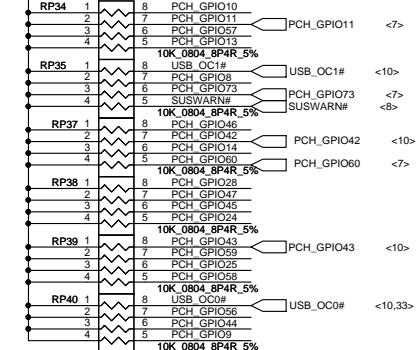 RP34 1 8 PCH_GPIO10
2 7 PCH_GPIO11 PCH_GPIO11 <7>
3 6 PCH_GPIO57
4 5 PCH_GPIO13
10K_0804_8P4R_5%
RP35 1 8 USB_OC1# USB_OC1# <10>
2 7 PCH_GPIO8
3 6 PCH_GPIO73 PCH_GPIO73 <7>
4 5 SUSWARN# SUSWARN# <8>
10K_0804_8P4R_5%
RP37 1 8 PCH_GPIO46
2 7 PCH_GPIO42 PCH_GPIO42 <10>
3 6 PCH_GPIO14
4 5 PCH_GPIO60 PCH_GPIO60 <7>
10K_0804_8P4R_5%
RP38 1 8 PCH_GPIO28
2 7 PCH_GPIO47
3 6 PCH_GPIO45
4 5 PCH_GPIO24
10K_0804_8P4R_5%
RP39 1 8 PCH_GPIO43 PCH_GPIO43 <10>
2 7 PCH_GPIO59
3 6 PCH_GPIO25
4 5 PCH_GPIO58
10K_0804_8P4R_5%
RP40 1 8 USB_OC0# USB_OC0# <10,33>
2 7 PCH_GPIO56
3 6 PCH_GPIO44
4 5 PCH_GPIO9
10K_0804_8P4R_5%